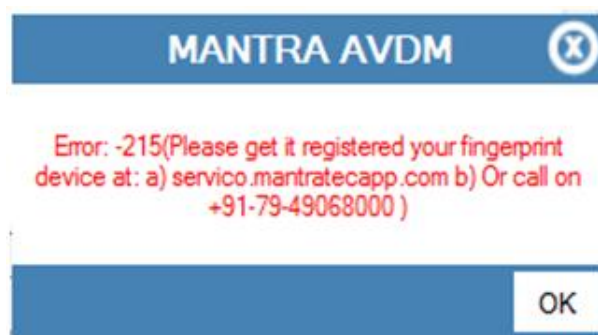 MANTRA AVDM
Error: -215(Please get it registered your fingerprint
device at: a) servico.mantratecapp.com b) Or call on
+91-79-49068000 )
OK